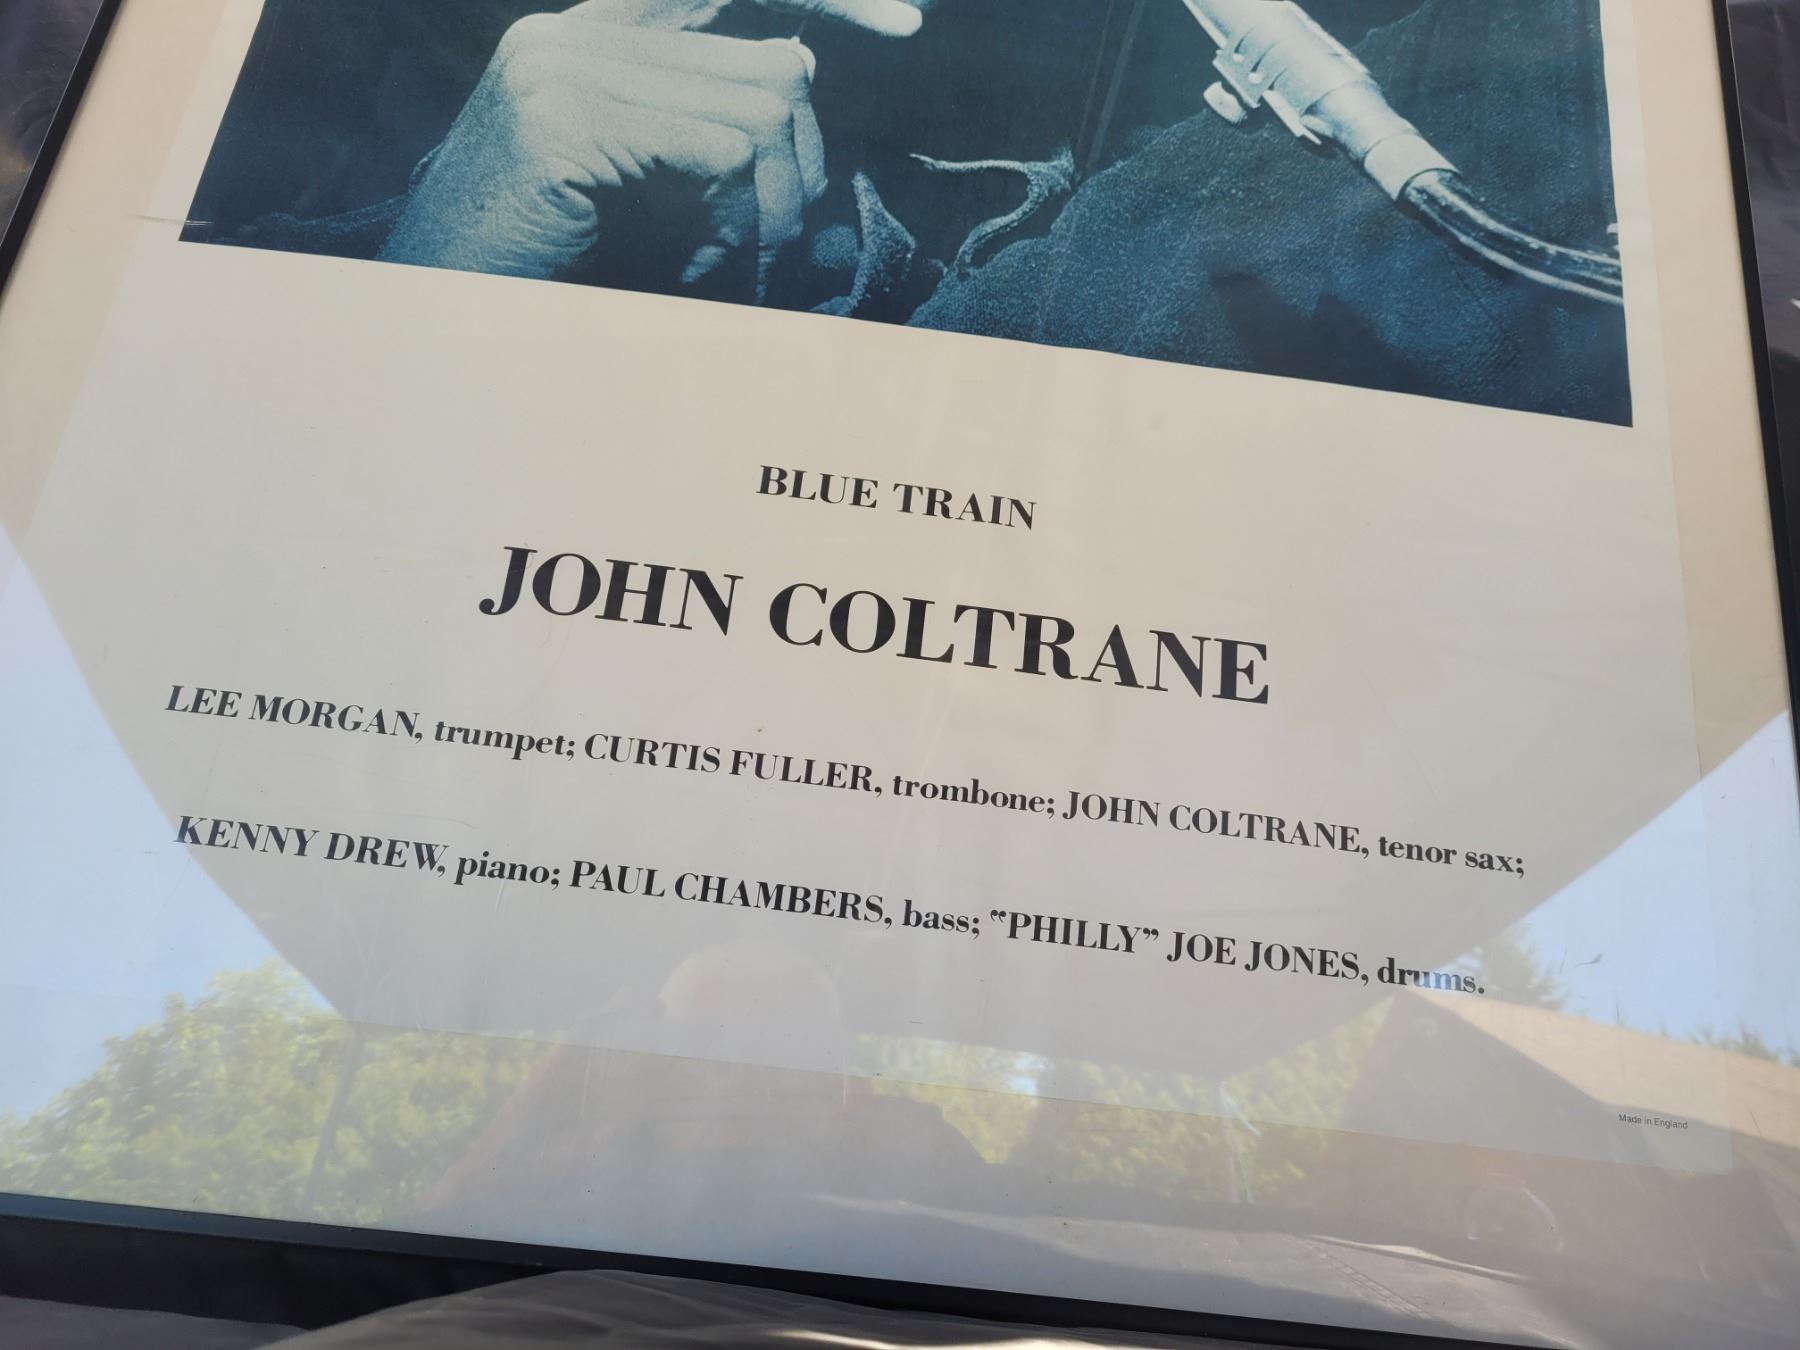 BLUE TRAIN
JOHN COLTRANE
LEE MORGAN, trumpet; CURTIS FULLER, trombone; JOHN COLTRANE, tenor sax;
KENNY DREW, piano; PAUL CHAMBERS, bass; “PHILLY” JOE JONES, drums.
Made in England